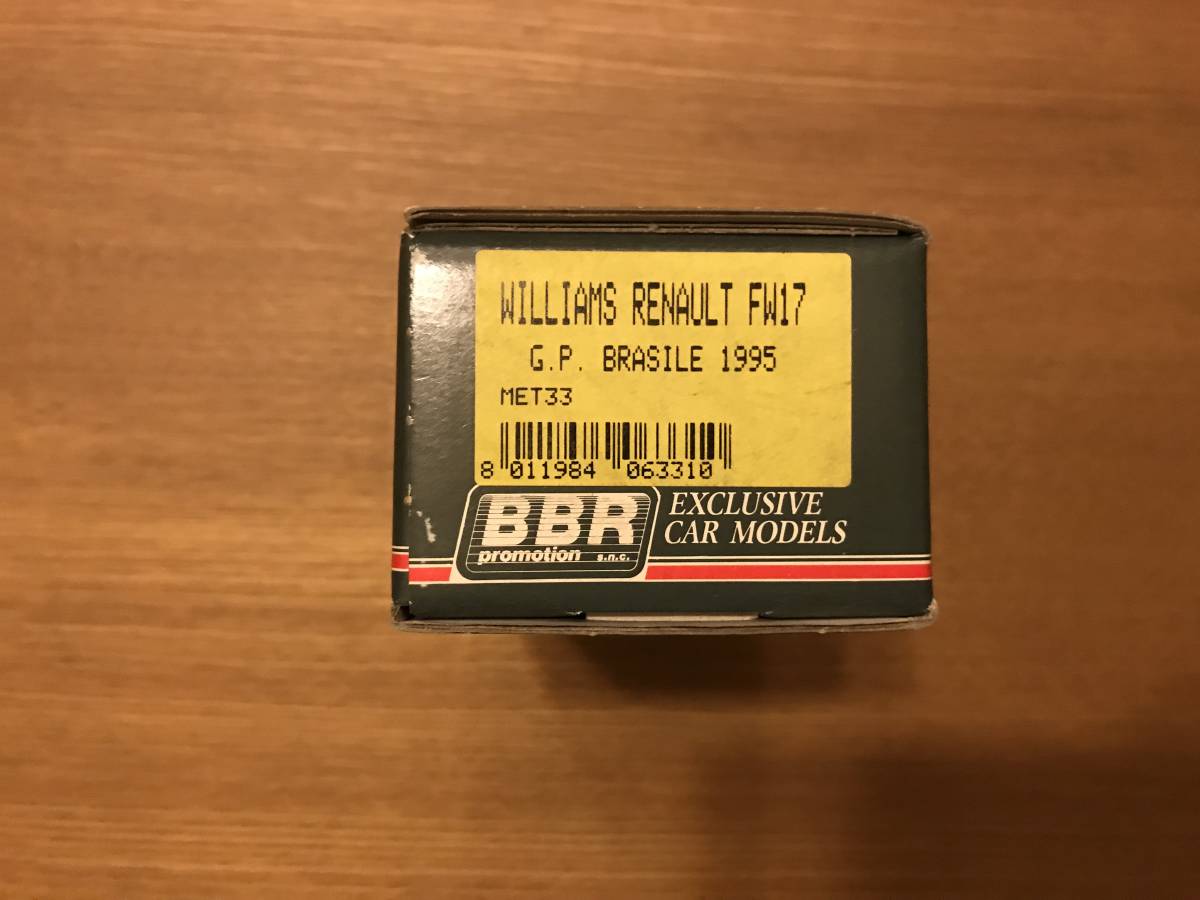 WILLIAMS RENAULT FW17
G.P. BRASILE 1995
MET33
8 011984 063310
BBR
promotion s.n.c.
EXCLUSIVE
CAR MODELS